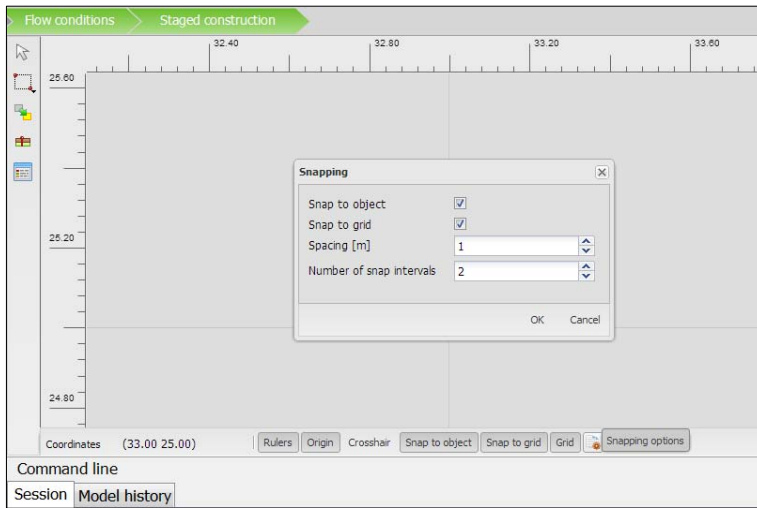 Flow conditions Staged construction
32.40 32.80 33.20 33.60
25.60
Snapping
Snap to object
Snap to grid
25.20
Spacing [m] 1
Number of snap intervals 2
OK Cancel
24.80
Coordinates (33.00 25.00) Rulers Origin Crosshair Snap to object Snap to grid Grid Snapping options
Command line
Session Model history